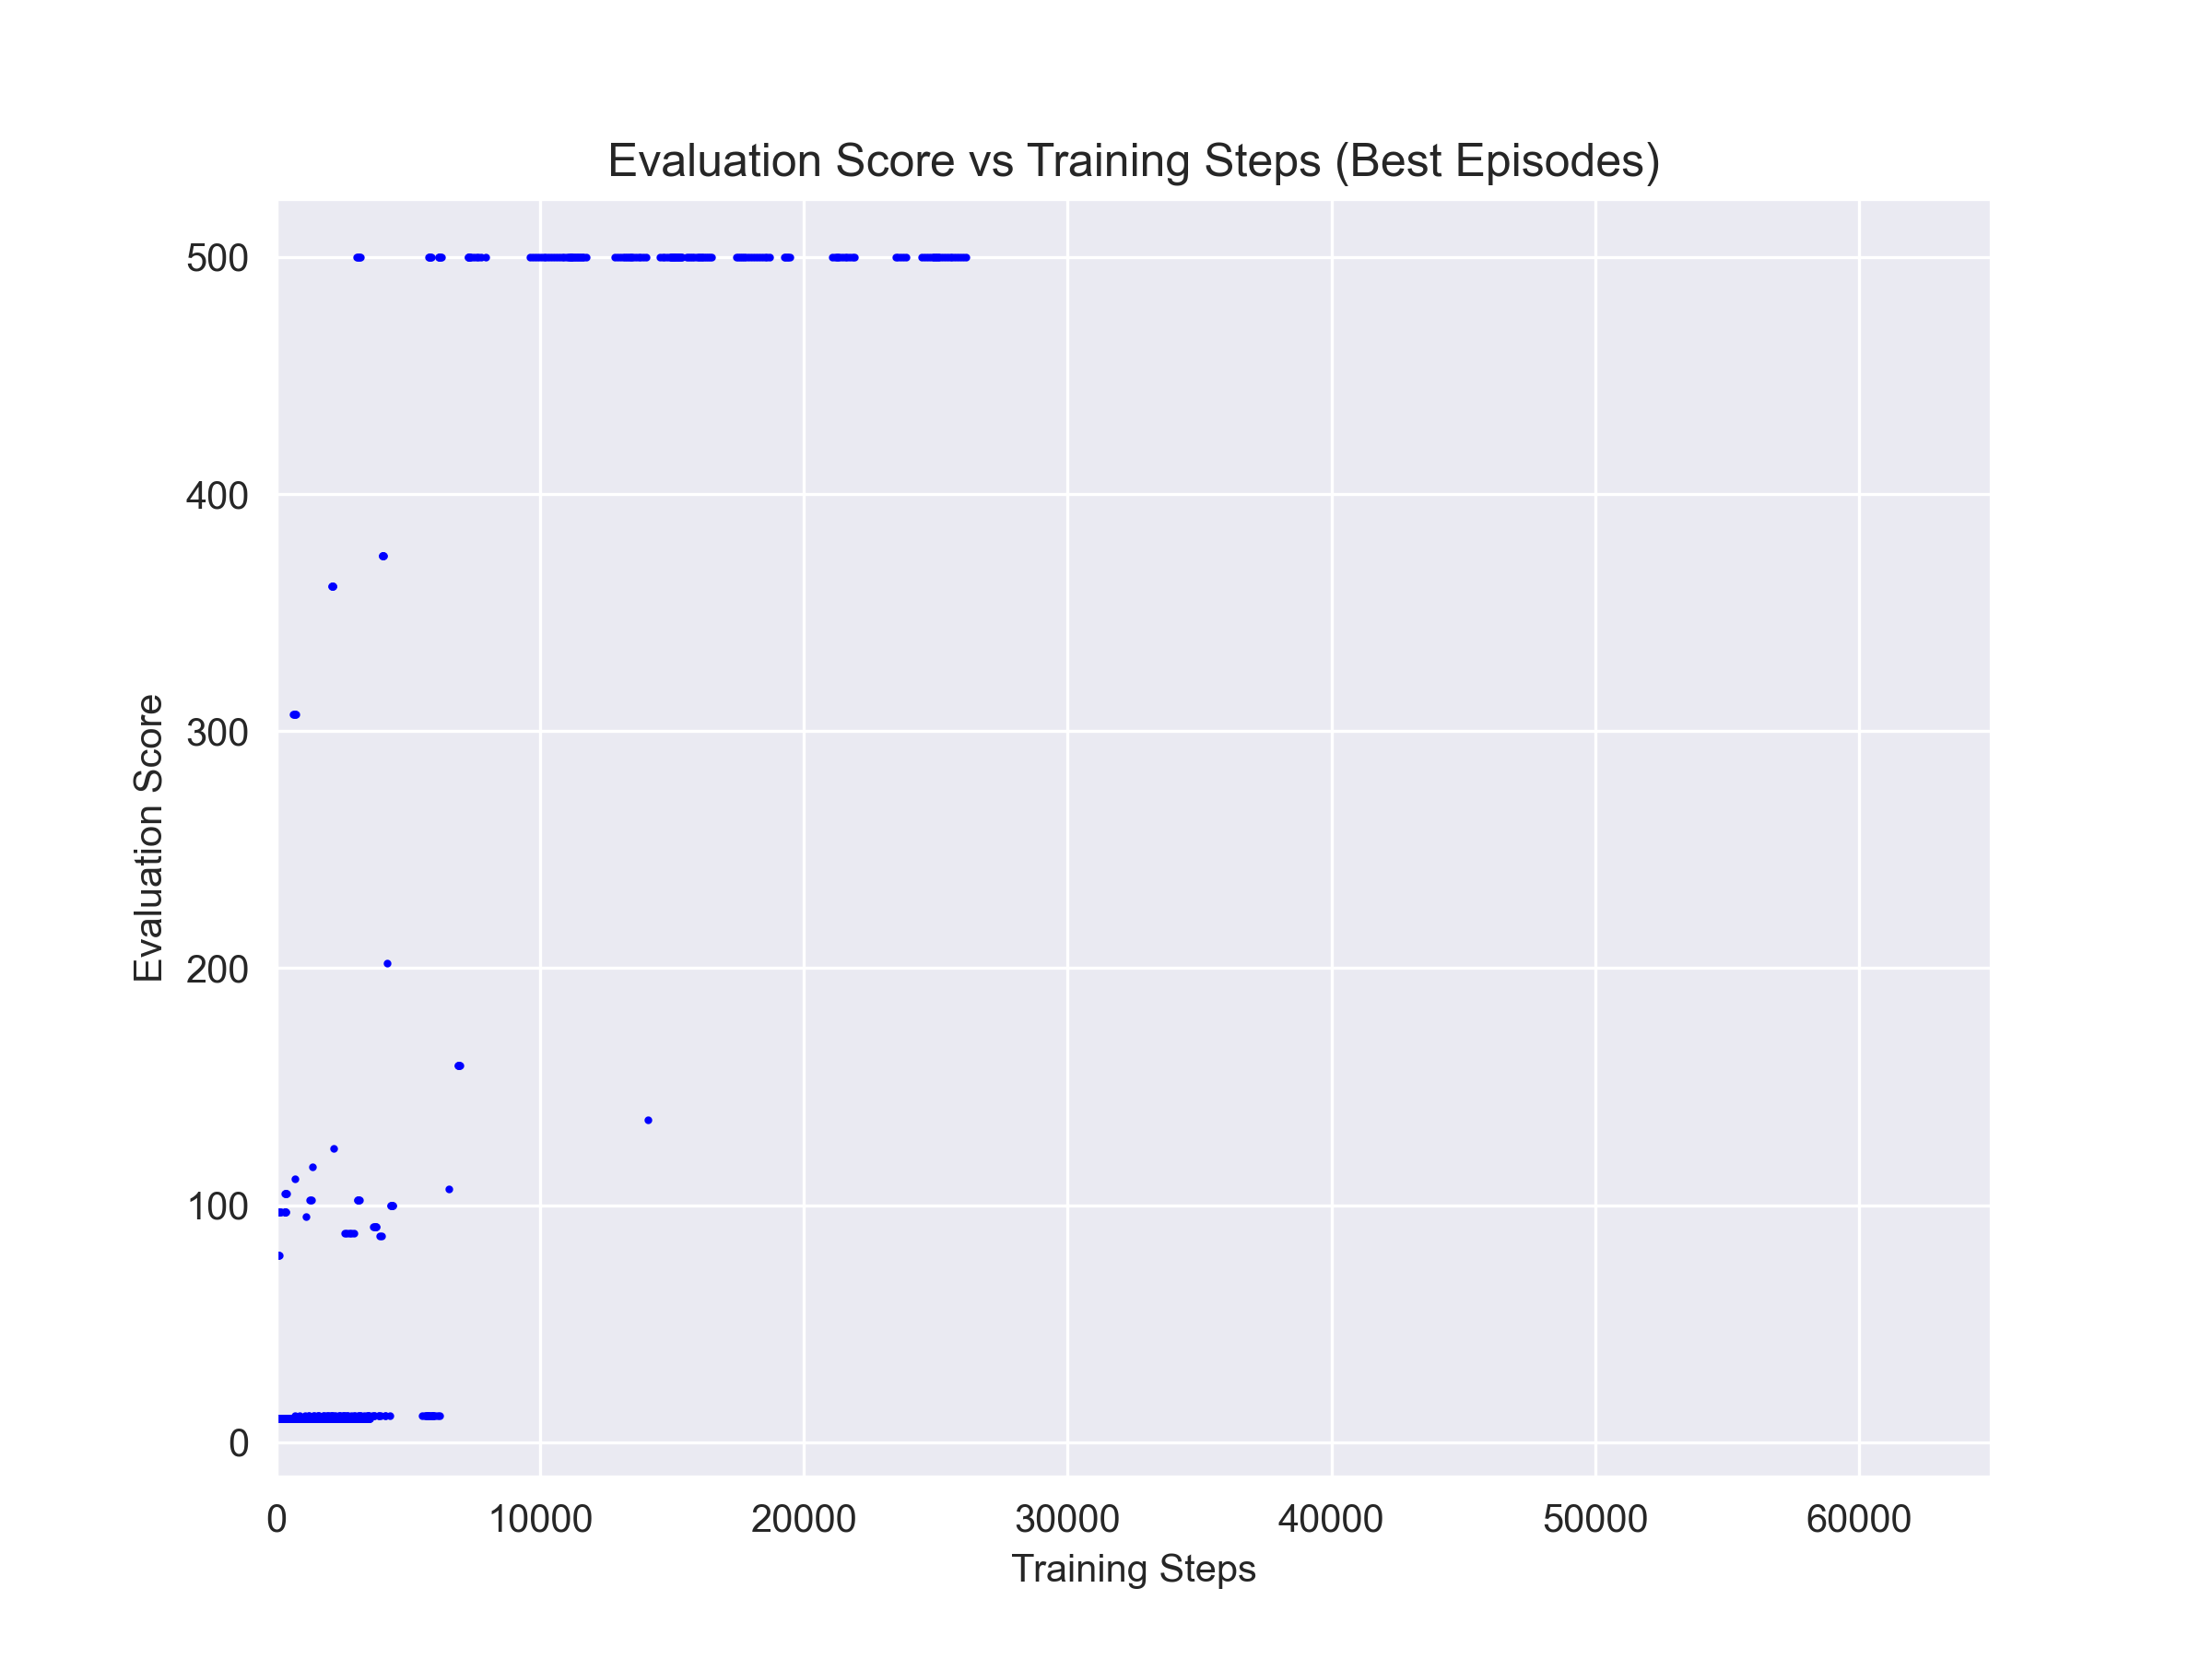 Evaluation Score vs Training Steps (Best Episodes)
500
400
300
200
100
0
Evaluation Score
0 10000 20000 30000 40000 50000 60000
Training Steps